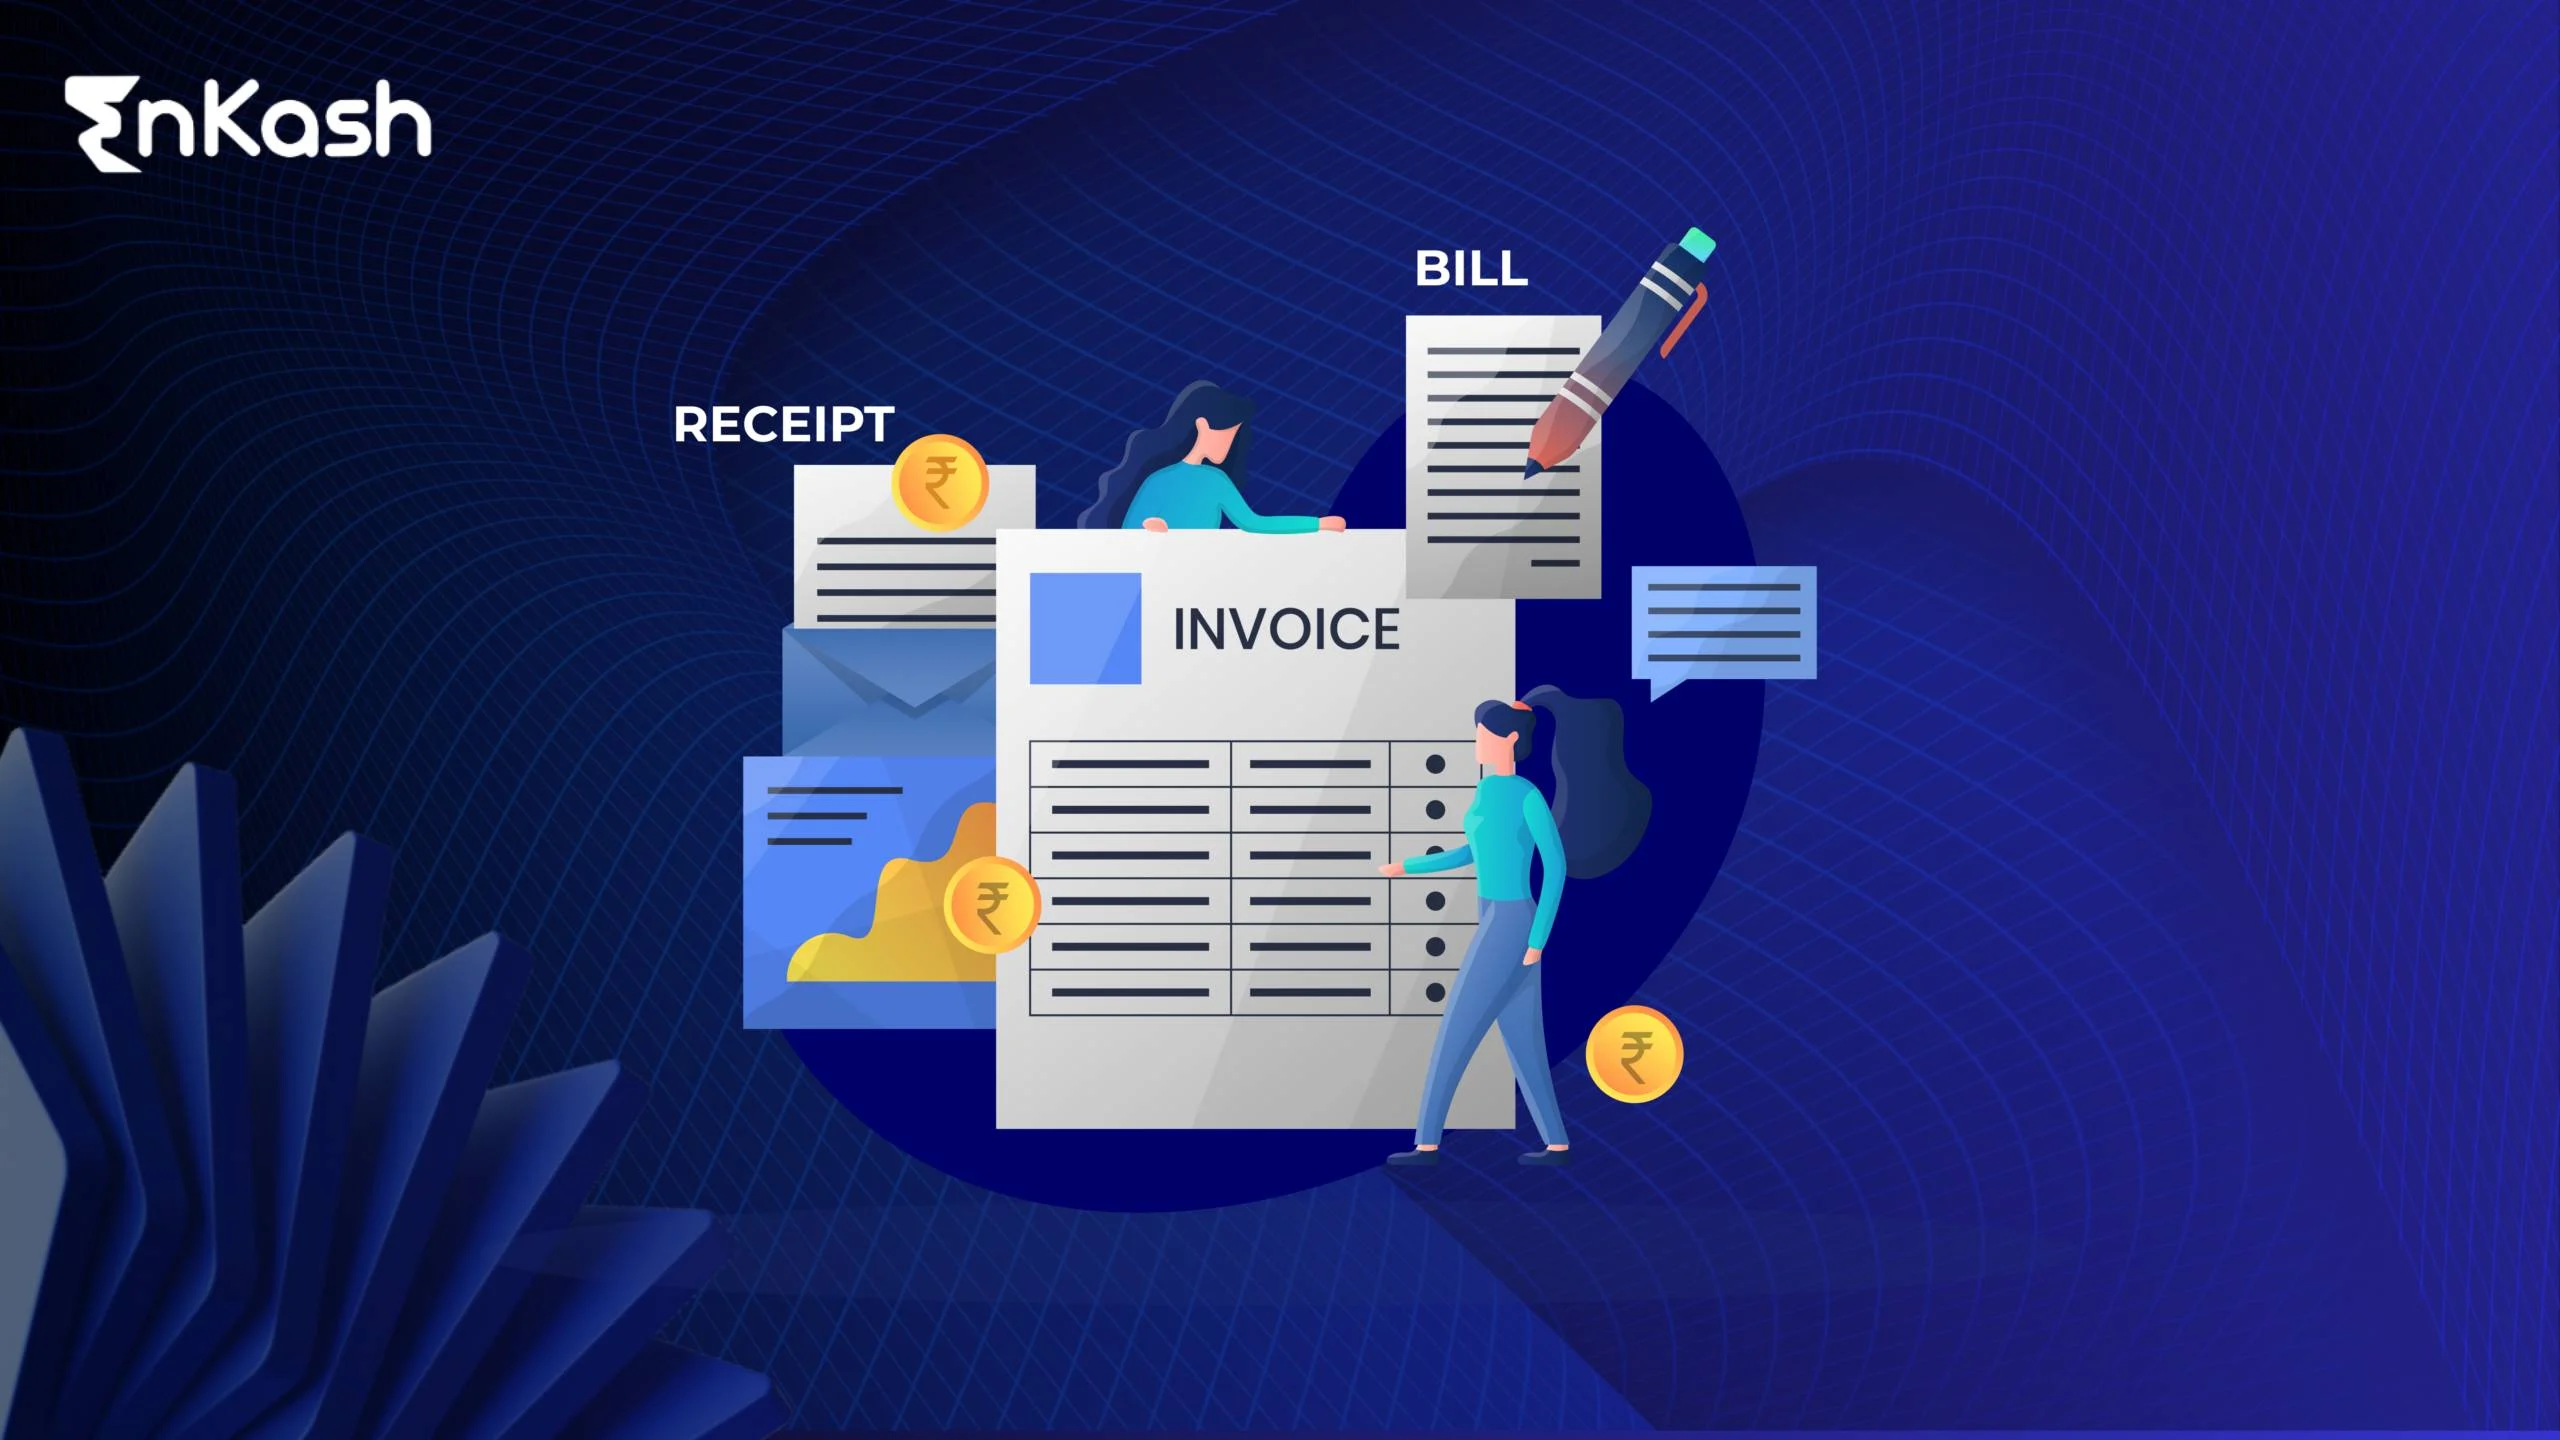 EnKash
BILL
RECEIPT
₹
INVOICE
₹
₹